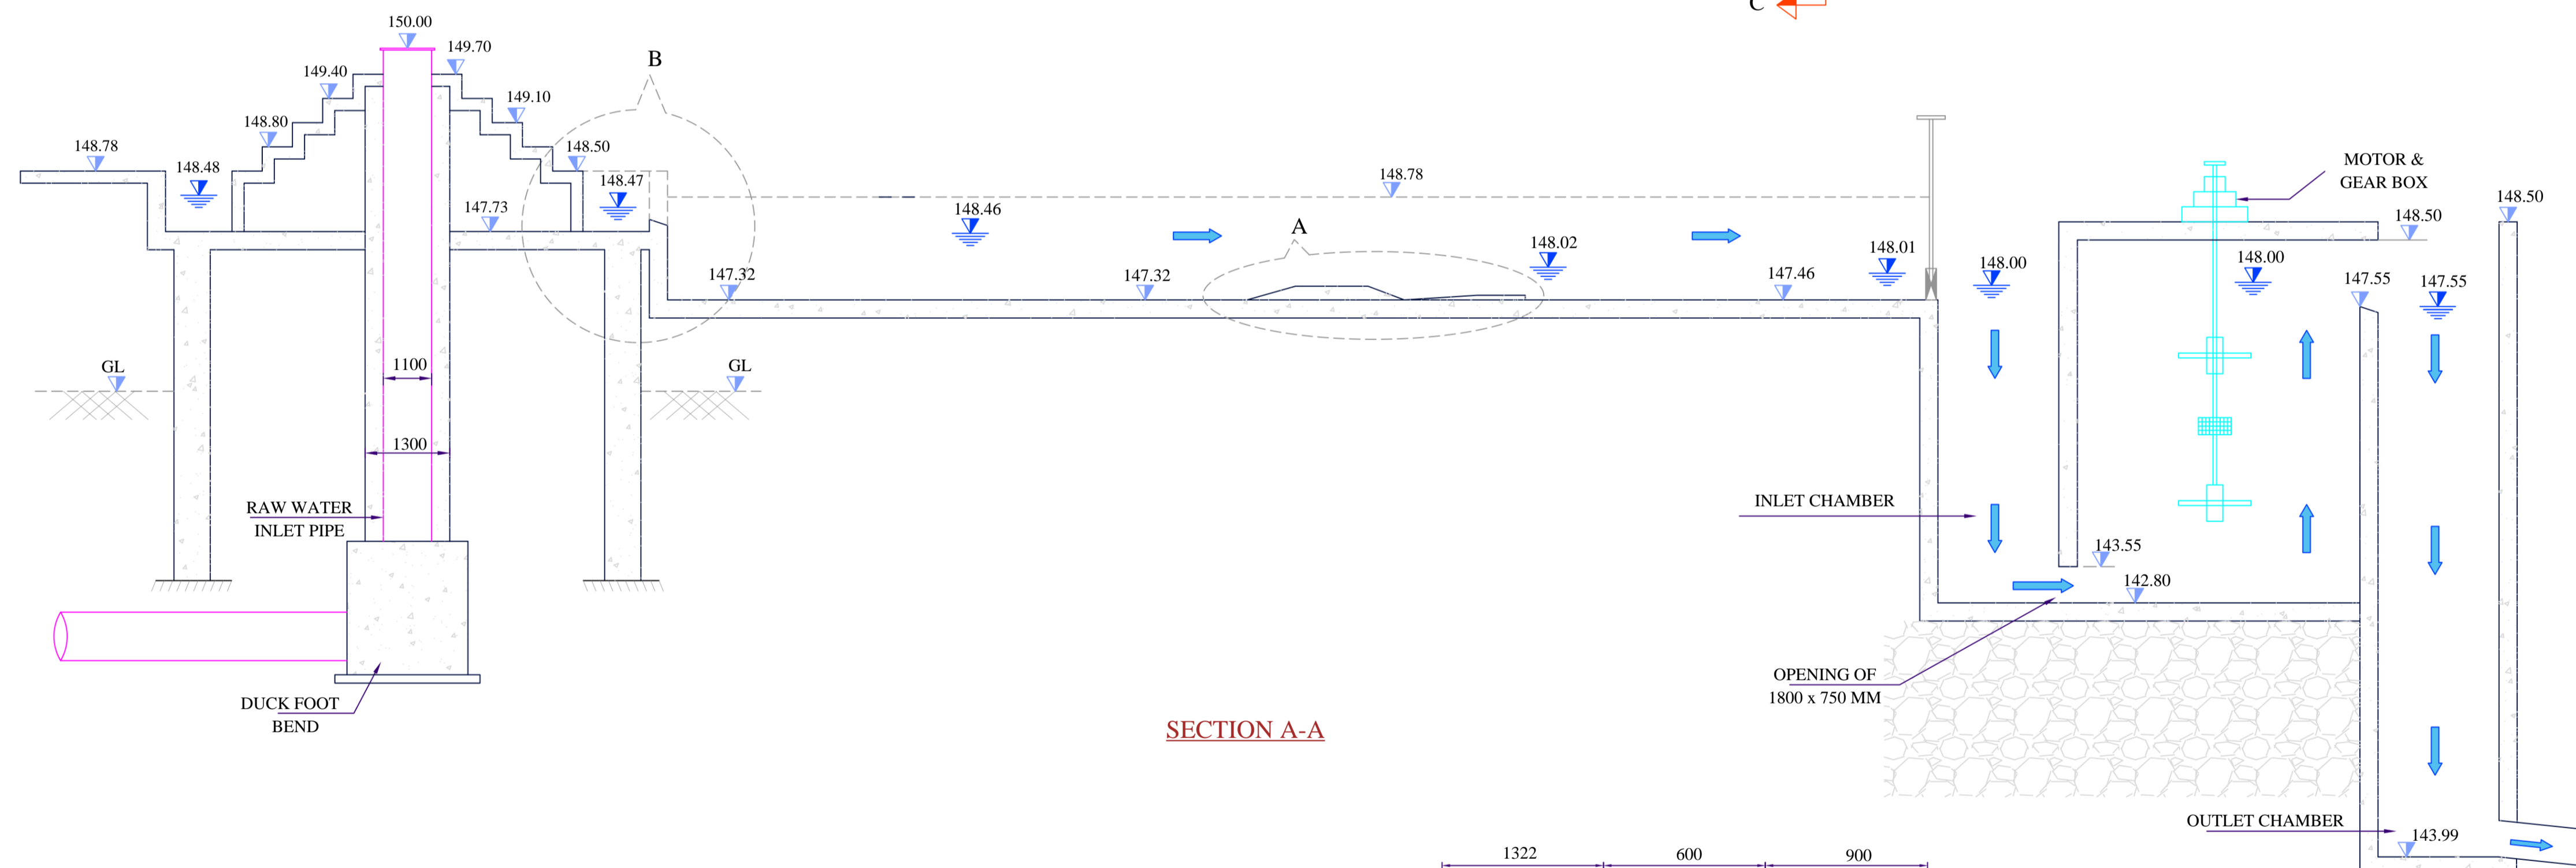 C
150.00
149.70
149.40
B
149.10
148.80
148.78
148.50
148.48
148.47
147.73
148.78
148.46
A
148.02
148.01
147.32
147.32
147.46
148.00
MOTOR &
GEAR BOX
148.50
148.50
148.00
147.55
147.55
GL
GL
1100
1300
RAW WATER
INLET PIPE
INLET CHAMBER
143.55
142.80
DUCK FOOT
BEND
OPENING OF
1800 x 750 MM
SECTION A-A
OUTLET CHAMBER
143.99
1322
600
900